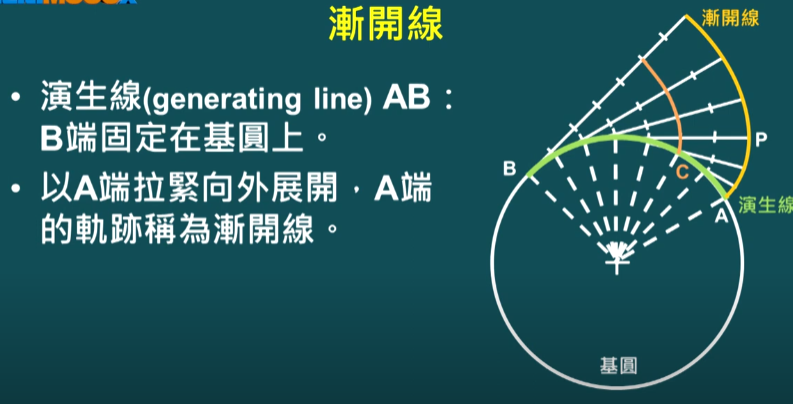 漸開線
• 演生線(generating line) AB：
B端固定在基圓上。
• 以A端拉緊向外展開，A端
的軌跡稱為漸開線。
漸開線
P
B
C
A
演生線
基圓